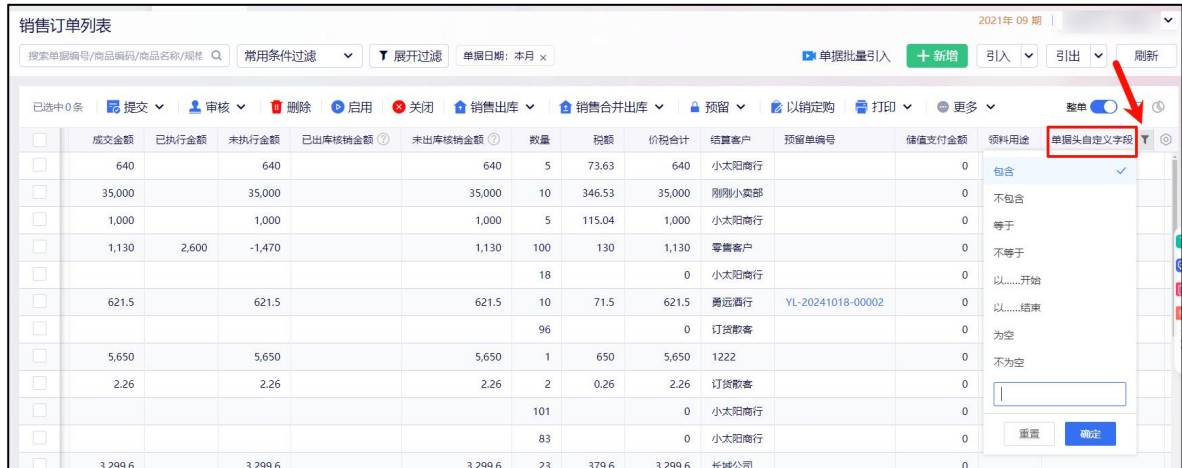 销售订单列表 2021年 09 期
搜索单据编号/商品编码/商品名称/规格 常用条件过滤 展开过滤 单据日期: 本月 × 单据批量引入 新增 引入 引出 刷新
已选中0条 提交 审核 删除 启用 关闭 销售出库 销售合并出库 预留 以销定购 打印 更多 整单
成交金额 已执行金额 未执行金额 已出库核销金额 未出库核销金额 数量 税额 价税合计 结算客户 预留单编号 储值支付金额 领料用途 单据头自定义字段
640 640 640 5 73.63 640 小太阳商行 0 包含
35,000 35,000 35,000 10 346.53 35,000 刚刚小卖部 0 不包含
1,000 1,000 1,000 5 115.04 1,000 小太阳商行 0 等于
1,130 2,600 -1,470 1,130 100 130 1,130 零售客户 0 不等于
18 0 小太阳商行 0 以......开始
621.5 621.5 621.5 10 71.5 621.5 勇远酒行 YL-20241018-00002 0 以......结束
96 0 订货散客 0 为空
5,650 5,650 5,650 1 650 5,650 1222 0 不为空
2.26 2.26 2.26 2 0.26 2.26 订货散客 0
101 0 小太阳商行 0
83 0 小太阳商行 0 重置 确定
3,299.6 3,299.6 3,299.6 23 379.6 3,299.6 长城公司 0